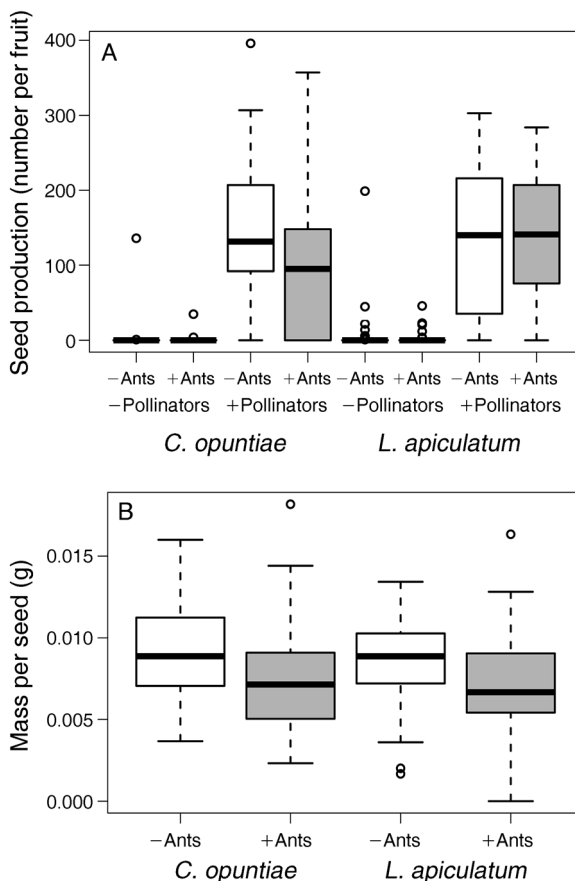 A
Seed production (number per fruit)
400
300
200
100
0
−Ants +Ants −Ants +Ants −Ants +Ants −Ants +Ants
−Pollinators +Pollinators −Pollinators +Pollinators
C. opuntiae L. apiculatum
B
Mass per seed (g)
0.015
0.010
0.005
0.000
−Ants +Ants −Ants +Ants
C. opuntiae L. apiculatum